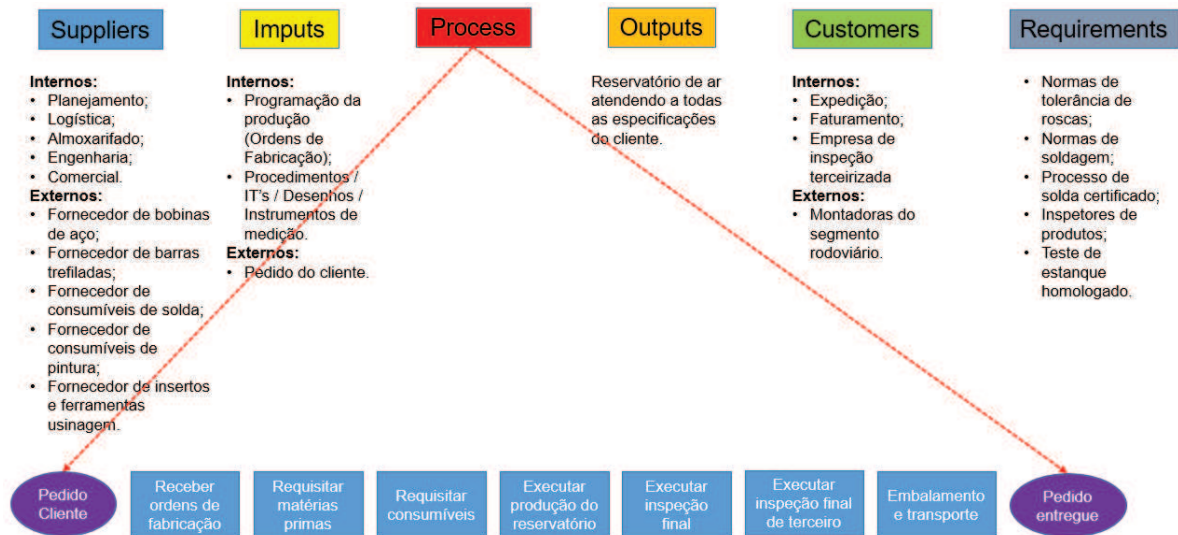 Suppliers
Imputs
Process
Outputs
Customers
Requirements
Internos:
• Planejamento;
• Logística;
• Almoxarifado;
• Engenharia;
• Comercial.
Externos:
• Fornecedor de bobinas
de aço;
• Fornecedor de barras
trefiladas;
• Fornecedor de
consumíveis de solda;
• Fornecedor de
consumíveis de
pintura;
• Fornecedor de insertos
e ferramentas
usinagem.
Internos:
• Programação da
produção
(Ordens de
Fabricação);
• Procedimentos /
IT's / Desenhos /
Instrumentos de
medição.
Externos:
• Pedido do cliente.
Reservatório de ar
atendendo a todas
as especificações
do cliente.
Internos:
• Expedição;
• Faturamento;
• Empresa de
inspeção
terceirizada
Externos:
• Montadoras do
segmento
rodoviário.
• Normas de
tolerância de
roscas;
• Normas de
soldagem;
• Processo de
solda certificado;
• Inspetores de
produtos;
• Teste de
estanque
homologado.
Pedido
Cliente
Receber
ordens de
fabricação
Requisitar
matérias
primas
Requisitar
consumíveis
Executar
produção do
reservatório
Executar
inspeção
final
Executar
inspeção final
de terceiro
Embalamento
e transporte
Pedido
entregue